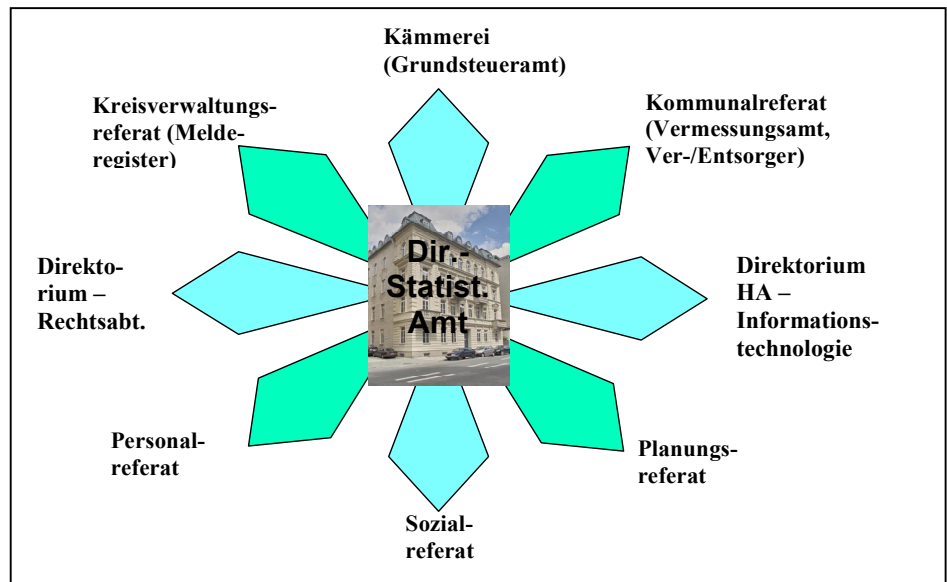 Kämmerei
(Grundsteueramt)
Kreisverwaltungs-
referat (Melde-
register)
Kommunalreferat
(Vermessungsamt,
Ver-/Entsorger)
Direkto-
rium –
Rechtsabt.
Dir.-
Statist.
Amt
Direktorium
HA –
Informations-
technologie
Personal-
referat
Planungs-
referat
Sozial-
referat